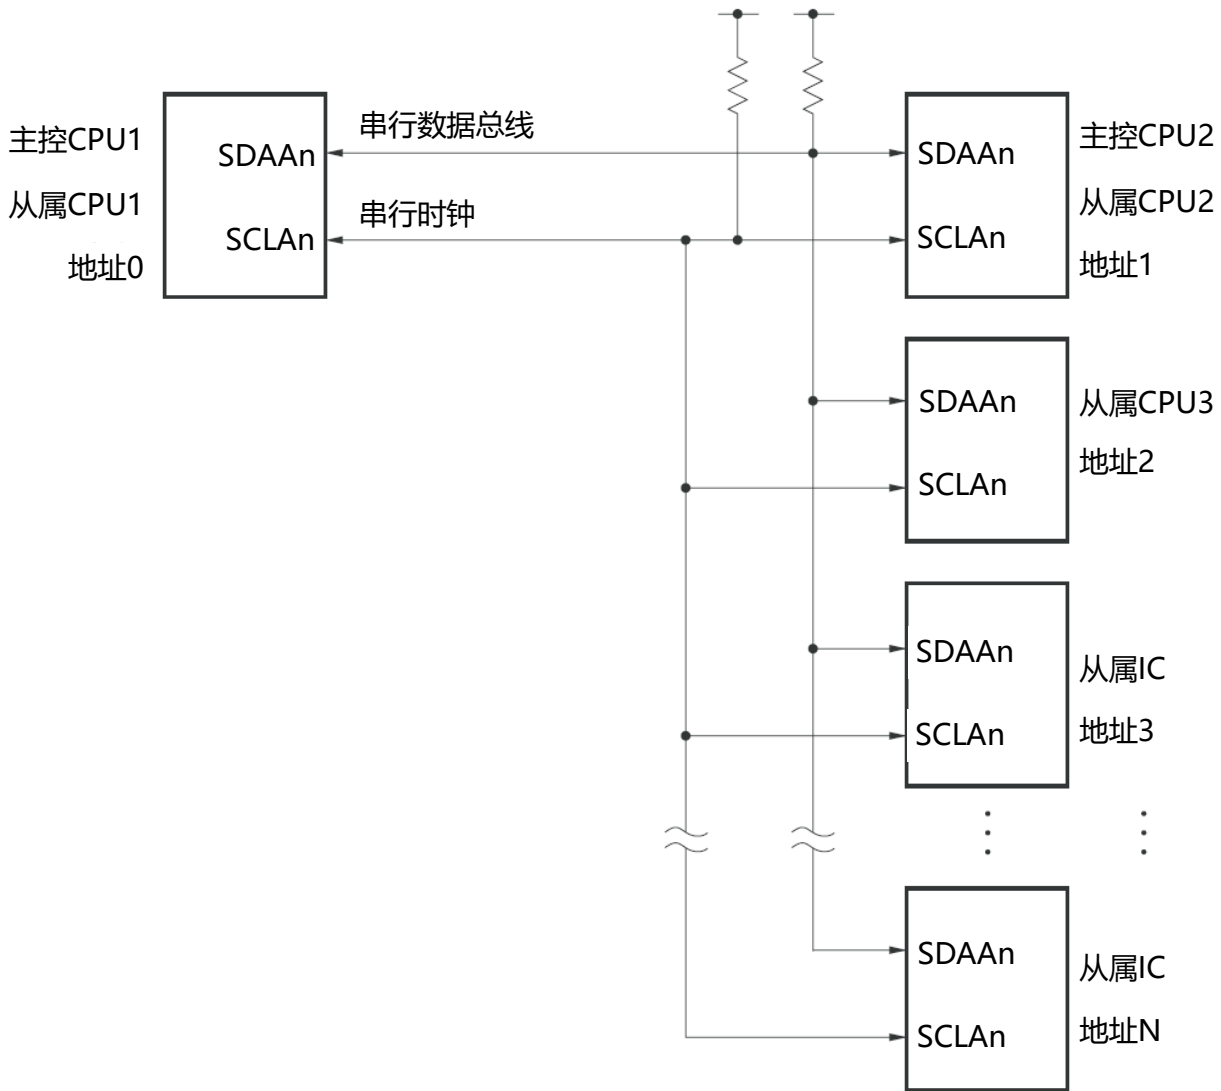 主控CPU1
从属CPU1
地址0
SDAAn
SCLAn
串行数据总线
串行时钟
SDAAn
SCLAn
主控CPU2
从属CPU2
地址1
SDAAn
SCLAn
从属CPU3
地址2
SDAAn
SCLAn
从属IC
地址3
SDAAn
SCLAn
从属IC
地址N